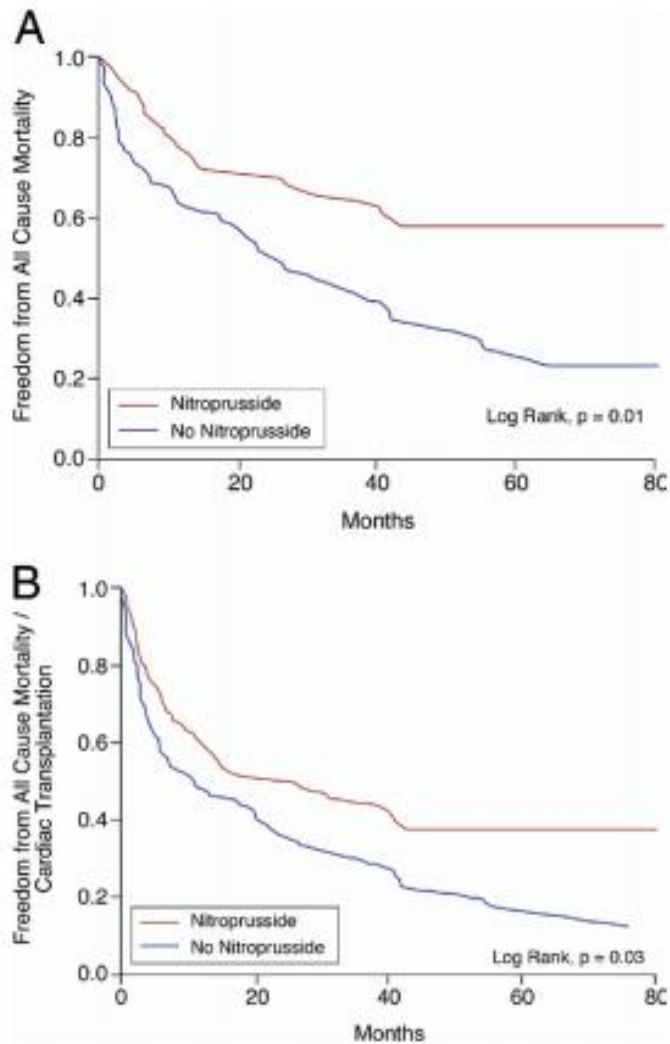 A
Freedom from All Cause Mortality
1.0
0.8
0.6
0.4
0.2
0.0
Nitroprusside
No Nitroprusside
Log Rank, p = 0.01
0 20 40 60 80
Months
B
Freedom from All Cause Mortality /
Cardiac Transplantation
1.0
0.8
0.6
0.4
0.2
0.0
Nitroprusside
No Nitroprusside
Log Rank, p = 0.03
0 20 40 60 80
Months